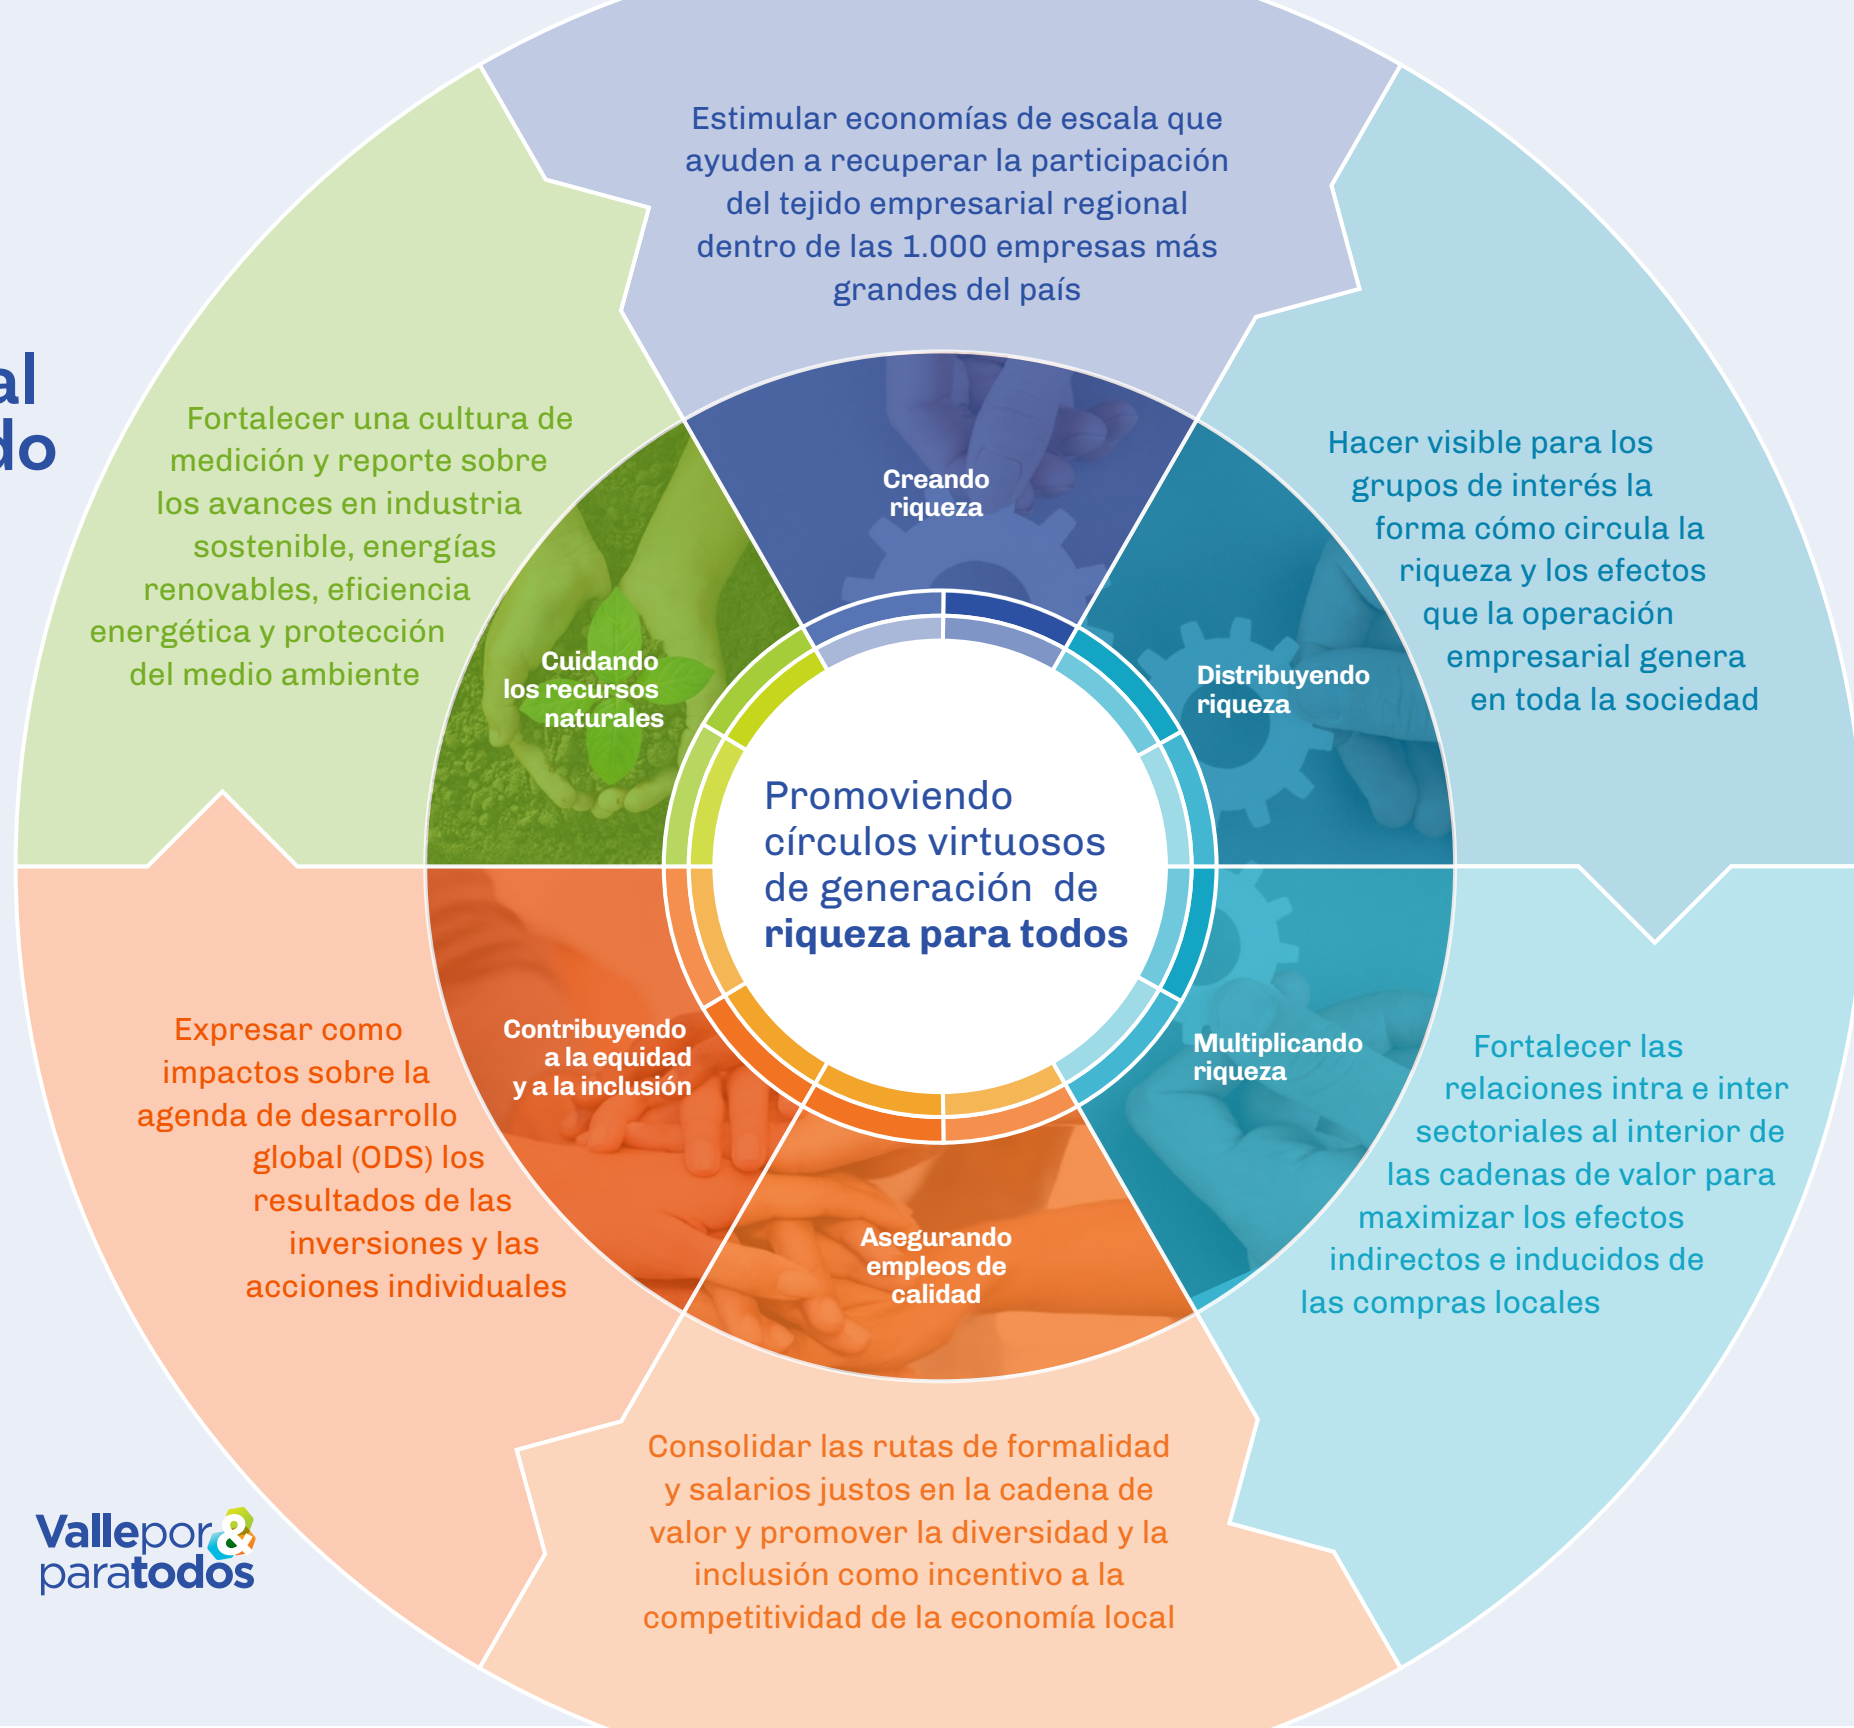 Estimular economías de escala que
ayuden a recuperar la participación
del tejido empresarial regional
dentro de las 1.000 empresas más
grandes del país
al
do
Fortalecer una cultura de
medición y reporte sobre
los avances en industria
sostenible, energías
renovables, eficiencia
energética y protección
del medio ambiente
Creando
riqueza
Hacer visible para los
grupos de interés la
forma cómo circula la
riqueza y los efectos
que la operación
empresarial genera
en toda la sociedad
Cuidando
los recursos
naturales
Distribuyendo
riqueza
Promoviendo
círculos virtuosos
de generación de
riqueza para todos
Expresar como
impactos sobre la
agenda de desarrollo
global (ODS) los
resultados de las
inversiones y las
acciones individuales
Contribuyendo
a la equidad
y a la inclusión
Multiplicando
riqueza
Fortalecer las
relaciones intra e inter
sectoriales al interior de
las cadenas de valor para
maximizar los efectos
indirectos e inducidos de
las compras locales
Asegurando
empleos de
calidad
Consolidar las rutas de formalidad
y salarios justos en la cadena de
valor y promover la diversidad y la
inclusión como incentivo a la
competitividad de la economía local
Vallepor&
paratodos